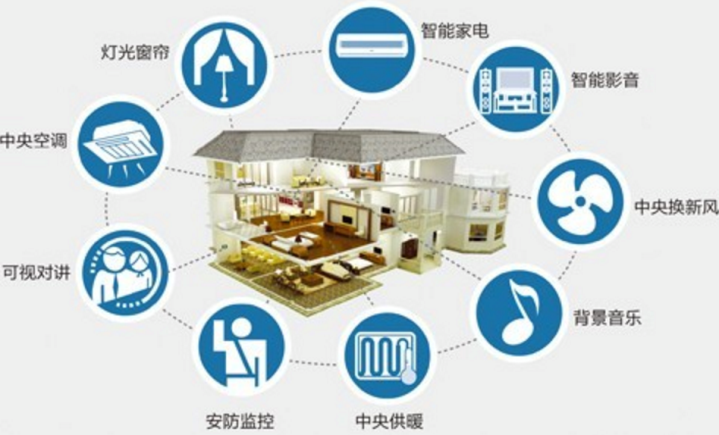 智能家电
灯光窗帘
智能影音
中央空调
中央换新风
可视对讲
背景音乐
安防监控
中央供暖